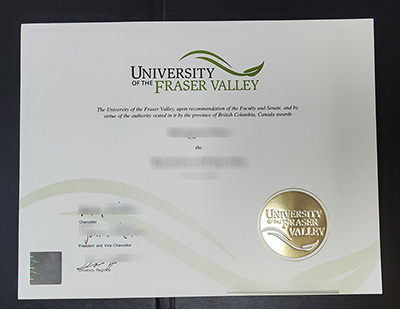 UNIVERSITY
OF THE FRASER VALLEY
The University of the Fraser Valley, upon recommendation of the Faculty and Senate, and by
virtue of the authority vested in it by the province of British Columbia, Canada awards
the
Chancellor
President and Vice Chancellor
University Registrar
UNIVERSITY
OF THE FRASER
VALLEY